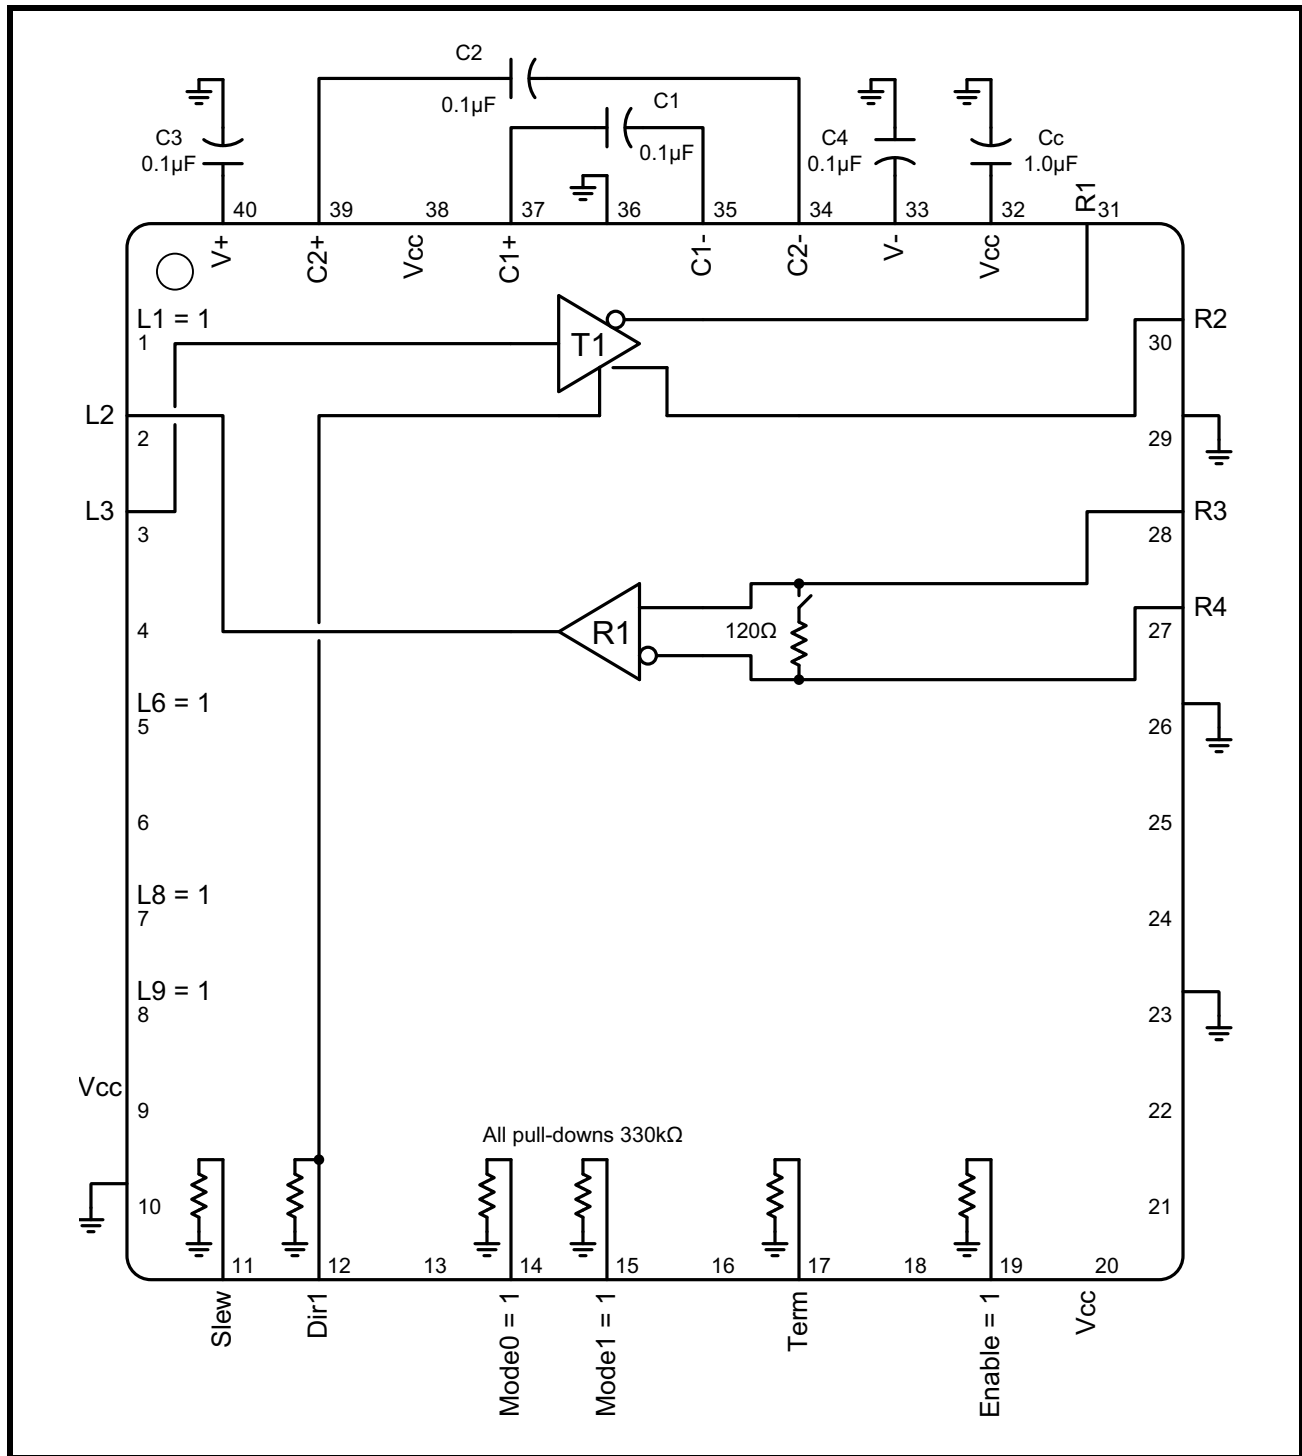 C2
0.1µF
C1
0.1µF
C3
0.1µF
C4
0.1µF
Cc
1.0µF
R1
40
39
38
37
36
35
34
33
32
31
V+
C2+
Vcc
C1+
C1-
C2-
V-
Vcc
L1 = 1
1
T1
R2
30
L2
2
29
L3
3
R3
28
4
R1
120Ω
R4
27
L6 = 1
5
26
6
25
L8 = 1
7
24
L9 = 1
8
23
Vcc
9
22
All pull-downs 330kΩ
10
21
11
12
13
14
15
16
17
18
19
20
Slew
Dir1
Mode0 = 1
Mode1 = 1
Term
Enable = 1
Vcc